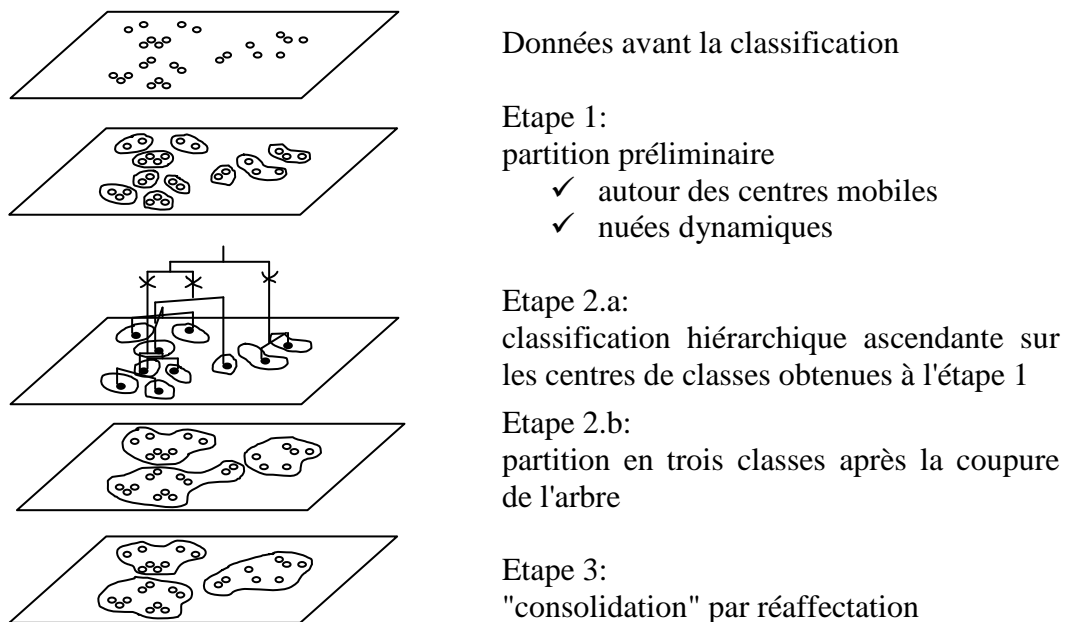 Données avant la classification
Etape 1:
partition préliminaire
✓ autour des centres mobiles
✓ nuées dynamiques
Etape 2.a:
classification hiérarchique ascendante sur
les centres de classes obtenues à l'étape 1
Etape 2.b:
partition en trois classes après la coupure
de l'arbre
Etape 3:
"consolidation" par réaffectation